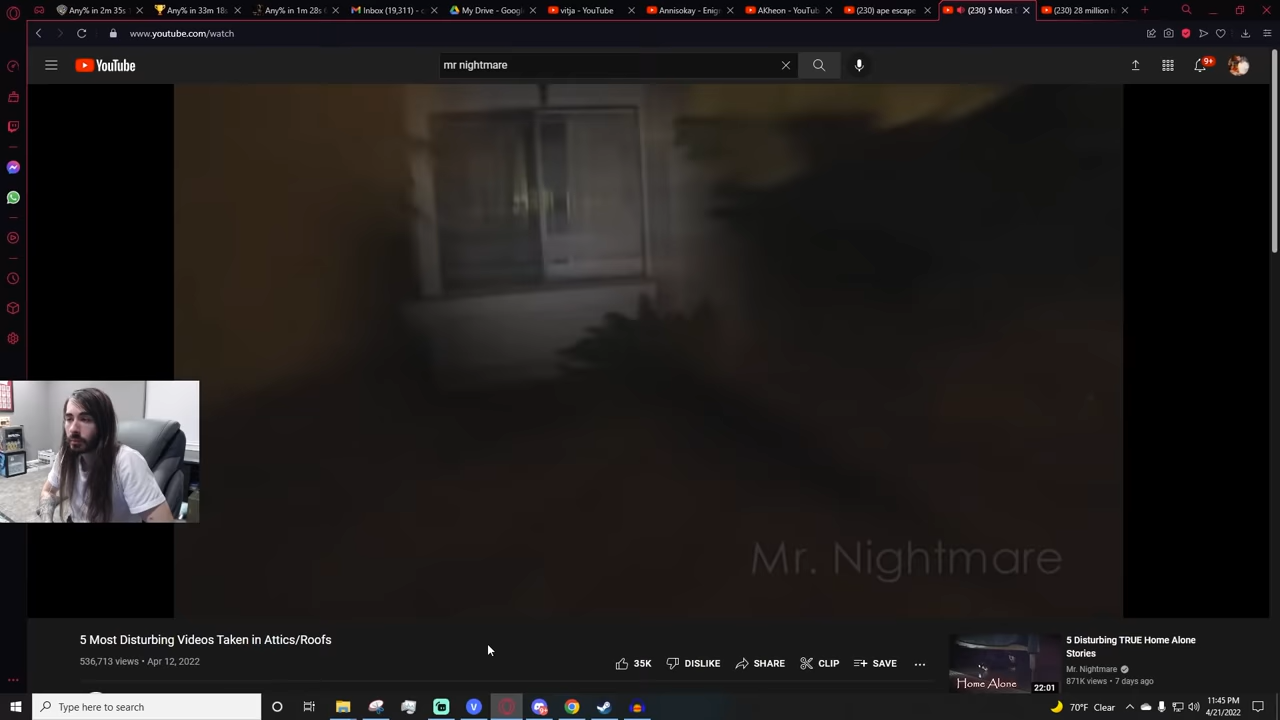 Any% in 2m 35s
Any% in 33m 18s
Any% in 1m 28s
Inbox (19,311) - c
My Drive - Google
vitja - YouTube
Annisokay - Enigm
AKheon - YouTube
(230) ape escape
(230) 5 Most
(230) 28 million h
www.youtube.com/watch
YouTube
mr nightmare
9+
Mr. Nightmare
5 Most Disturbing Videos Taken in Attics/Roofs
536,713 views • Apr 12, 2022
35K
DISLIKE
SHARE
CLIP
SAVE
Home Alone
22:01
5 Disturbing TRUE Home Alone
Stories
Mr. Nightmare
871K views • 7 days ago
Type here to search
70°F Clear
11:45 PM
4/21/2022